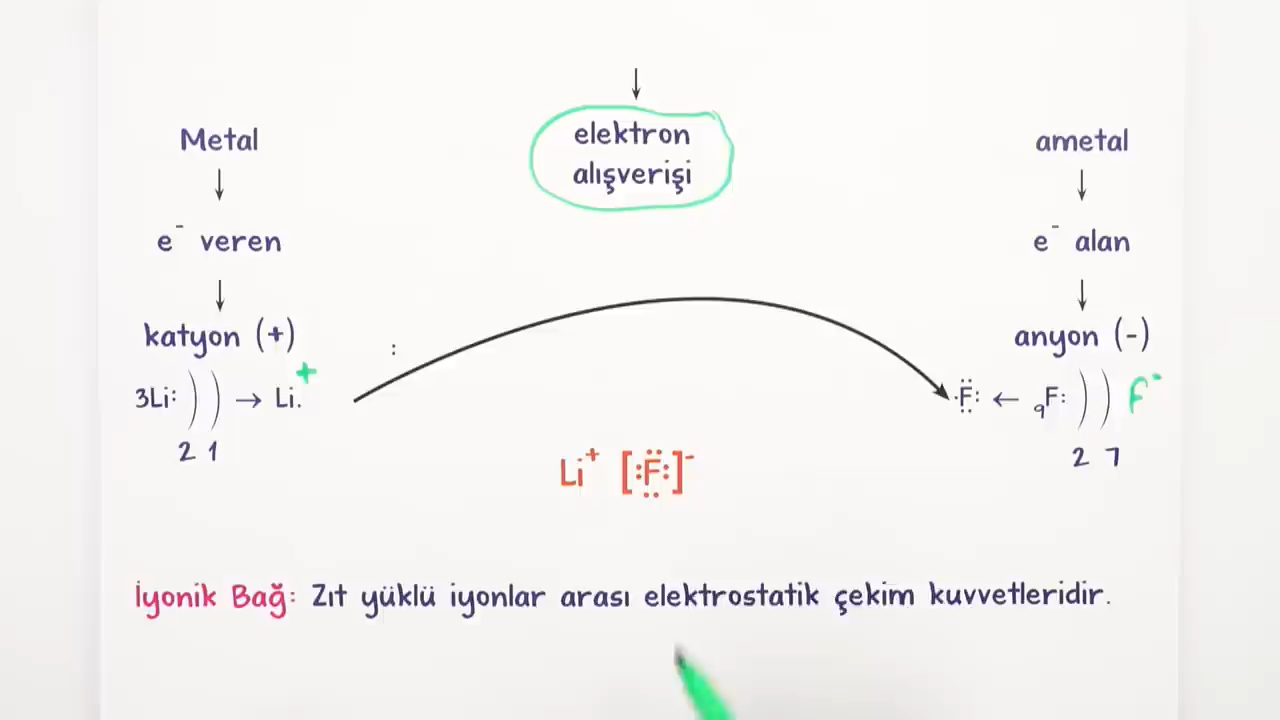 Metal
elektron
alışverişi
ametal
e⁻ veren
e⁻ alan
katyon (+)
:
anyon (-)
3Li: ) ) → Li. +
·F: ← ₉F: ) ) F⁻
2 1
2 7
Li⁺ [:F:]⁻
İyonik Bağ: Zıt yüklü iyonlar arası elektrostatik çekim kuvvetleridir.